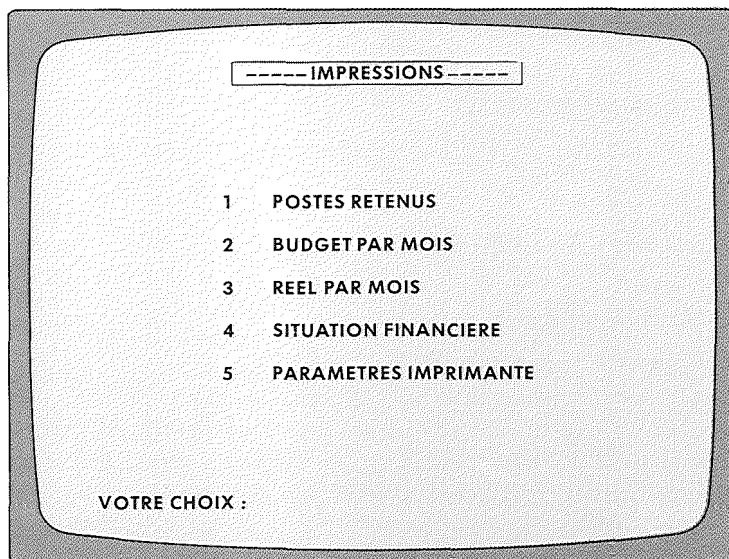 -----IMPRESSIONS-----
1 POSTES RETENUS
2 BUDGET PAR MOIS
3 REEL PAR MOIS
4 SITUATION FINANCIERE
5 PARAMETRES IMPRIMANTE
VOTRE CHOIX :